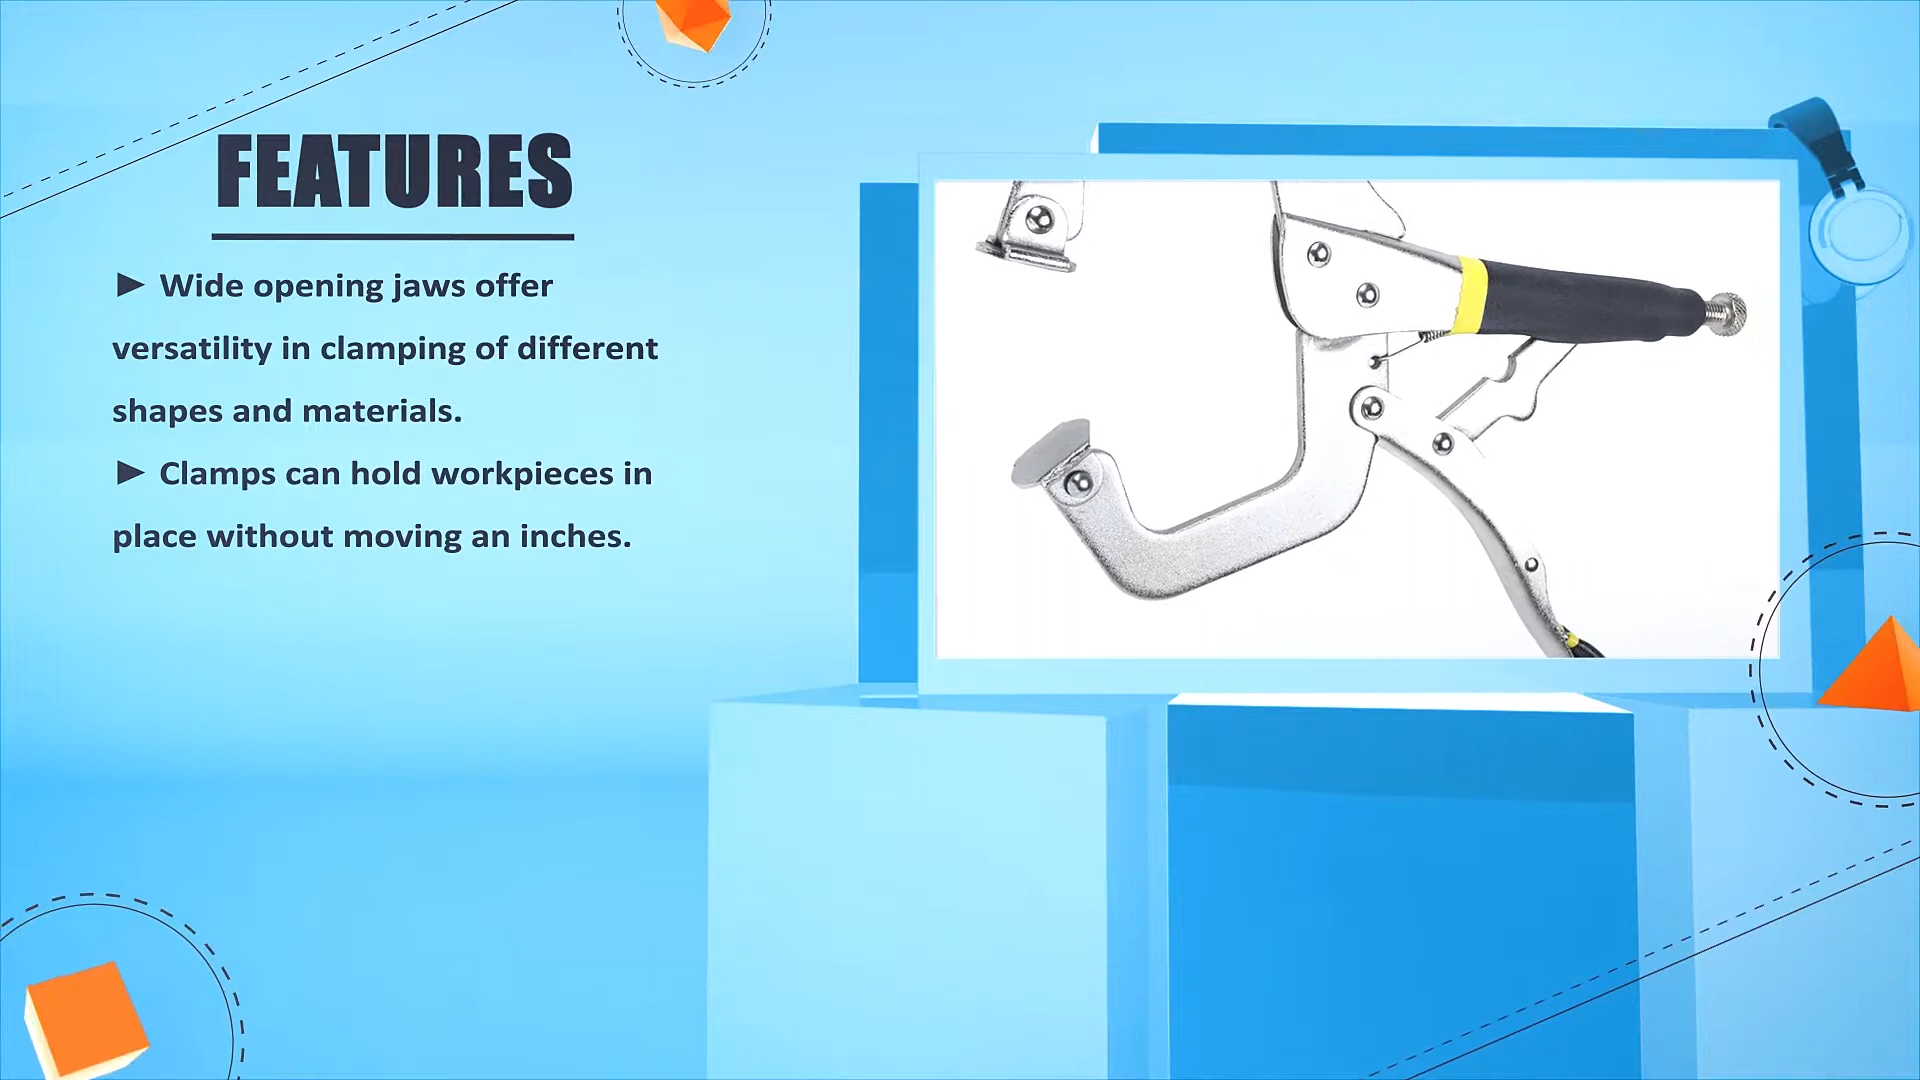 FEATURES
► Wide opening jaws offer
versatility in clamping of different
shapes and materials.
► Clamps can hold workpieces in
place without moving an inches.